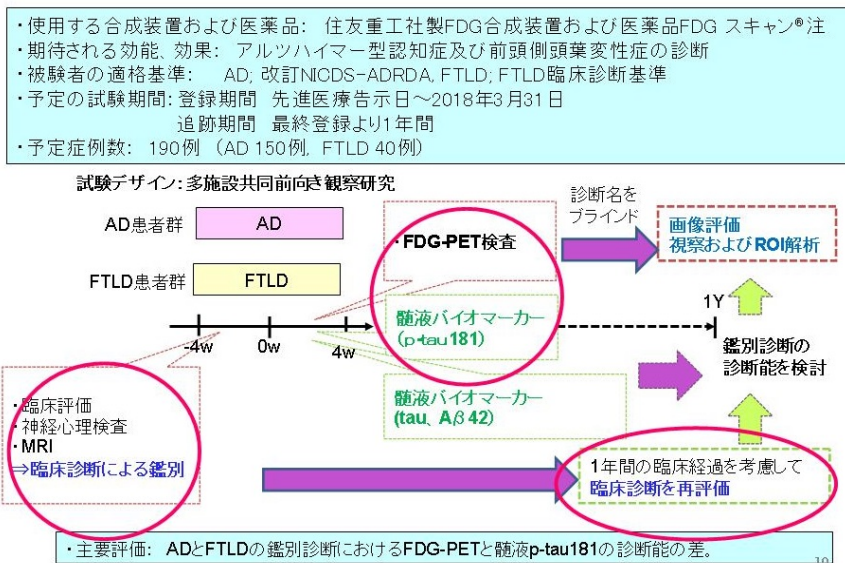 ・使用する合成装置および医薬品： 住友重工社製FDG合成装置および医薬品FDG スキャン®注
・期待される効能、効果： アルツハイマー型認知症及び前頭側頭葉変性症の診断
・被験者の適格基準： AD; 改訂NICDS-ADRDA, FTLD; FTLD臨床診断基準
・予定の試験期間：登録期間 先進医療告示日～2018年3月31日
追跡期間 最終登録より1年間
・予定症例数： 190例 （AD 150例, FTLD 40例）
試験デザイン：多施設共同前向き観察研究
AD患者群
AD
FTLD患者群
FTLD
・FDG-PET検査
診断名を
ブラインド
画像評価
視察およびROI解析
-4w
0w
4w
1Y
髄液バイオマーカー
（p-tau181）
髄液バイオマーカー
(tau、Aβ42)
鑑別診断の
診断能を検討
・臨床評価
・神経心理検査
・MRI
⇒臨床診断による鑑別
1年間の臨床経過を考慮して
臨床診断を再評価
・主要評価： ADとFTLDの鑑別診断におけるFDG-PETと髄液p-tau181の診断能の差。